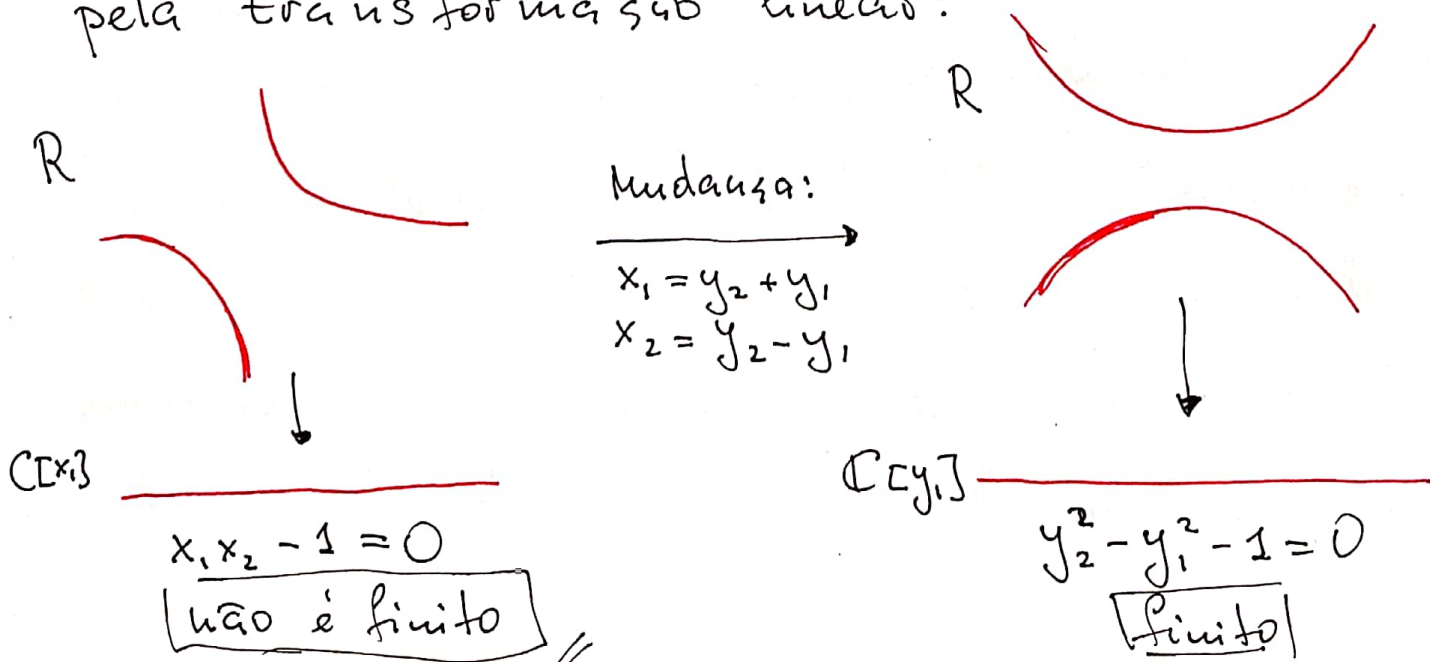 pela transformação linear.
R
R
Mudança:
x₁ = y₂ + y₁
x₂ = y₂ - y₁
C[x₁]
ℂ[y₁]
x₁x₂ - 1 = 0
y₂² - y₁² - 1 = 0
não é finito
finito